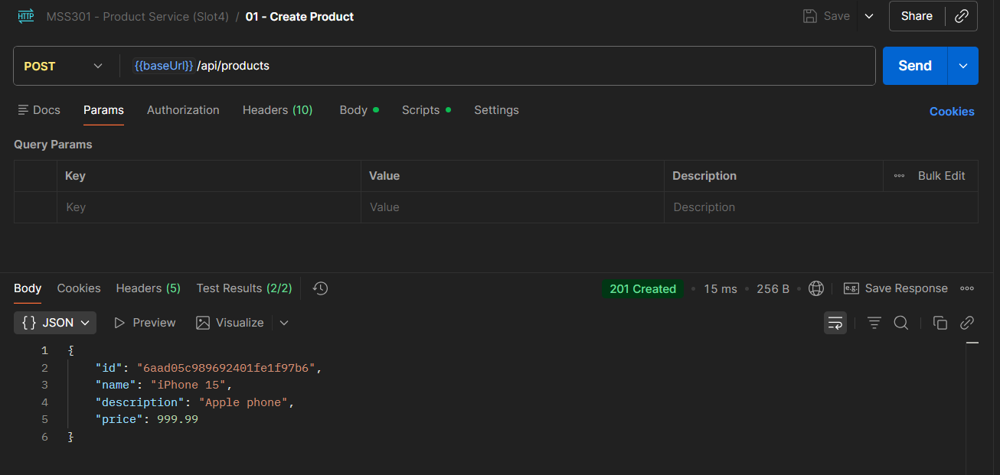 HTTP MSS301 - Product Service (Slot4) / 01 - Create Product Save Share
POST {{baseUrl}} /api/products Send
Docs Params Authorization Headers (10) Body Scripts Settings Cookies
Query Params
Key Value Description Bulk Edit
Key Value Description
Body Cookies Headers (5) Test Results (2/2) 201 Created 15 ms 256 B e.g. Save Response
{ } JSON Preview Visualize
1 {
2 "id": "6aad05c989692401fe1f97b6",
3 "name": "iPhone 15",
4 "description": "Apple phone",
5 "price": 999.99
6 }